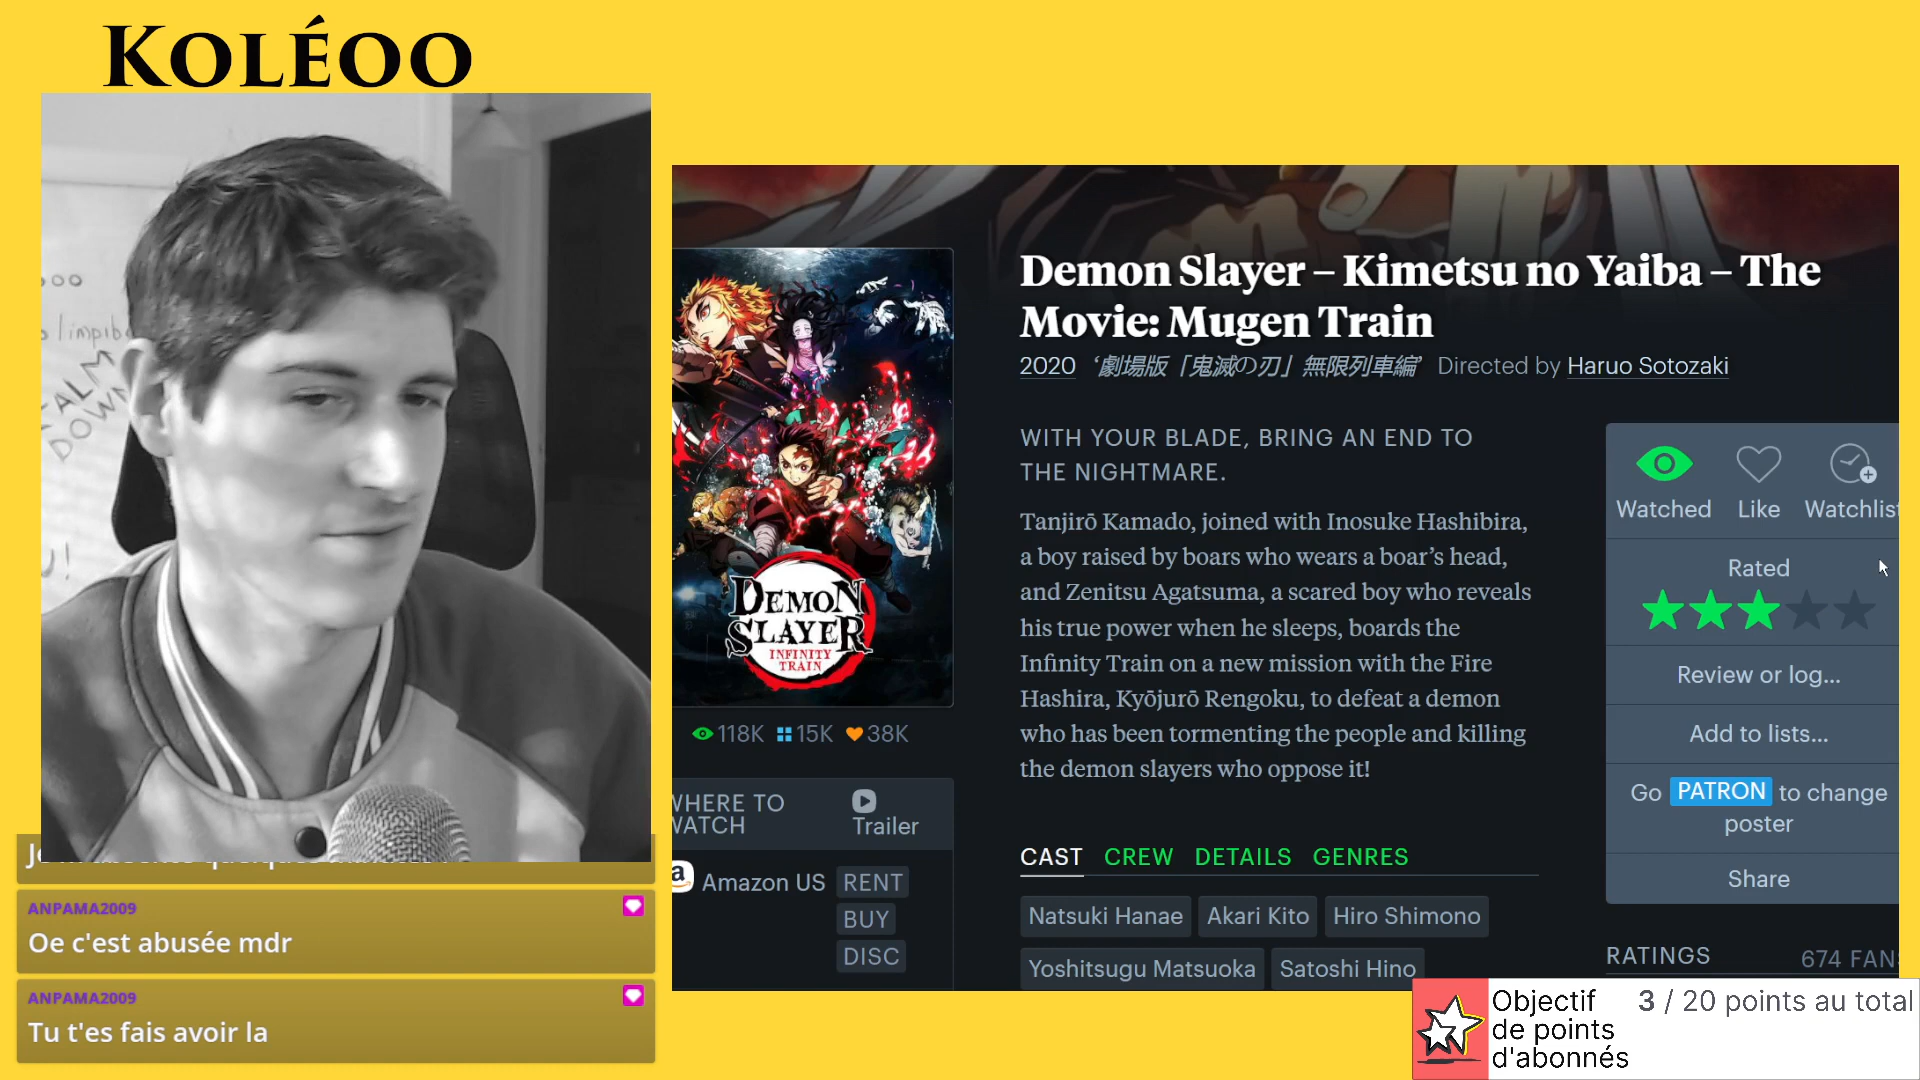 KOLÉOO
CALM
DOWN
U!
ANPAMA2009
Oe c'est abusée mdr
ANPAMA2009
Tu t'es fais avoir la
Demon Slayer – Kimetsu no Yaiba – The
Movie: Mugen Train
2020 ‘劇場版「鬼滅の刃」無限列車編’ Directed by Haruo Sotozaki
WITH YOUR BLADE, BRING AN END TO
THE NIGHTMARE.
Tanjirō Kamado, joined with Inosuke Hashibira,
a boy raised by boars who wears a boar’s head,
and Zenitsu Agatsuma, a scared boy who reveals
his true power when he sleeps, boards the
Infinity Train on a new mission with the Fire
Hashira, Kyōjurō Rengoku, to defeat a demon
who has been tormenting the people and killing
the demon slayers who oppose it!
DEMON
SLAYER
INFINITY
TRAIN
118K 15K 38K
WHERE TO
WATCH
Trailer
Amazon US RENT
BUY
DISC
CAST CREW DETAILS GENRES
Natsuki Hanae Akari Kito Hiro Shimono
Yoshitsugu Matsuoka Satoshi Hino
Watched Like Watchlist
Rated
Review or log...
Add to lists...
Go PATRON to change
poster
Share
RATINGS 674 FANS
Objectif
de points
d'abonnés
3 / 20 points au total